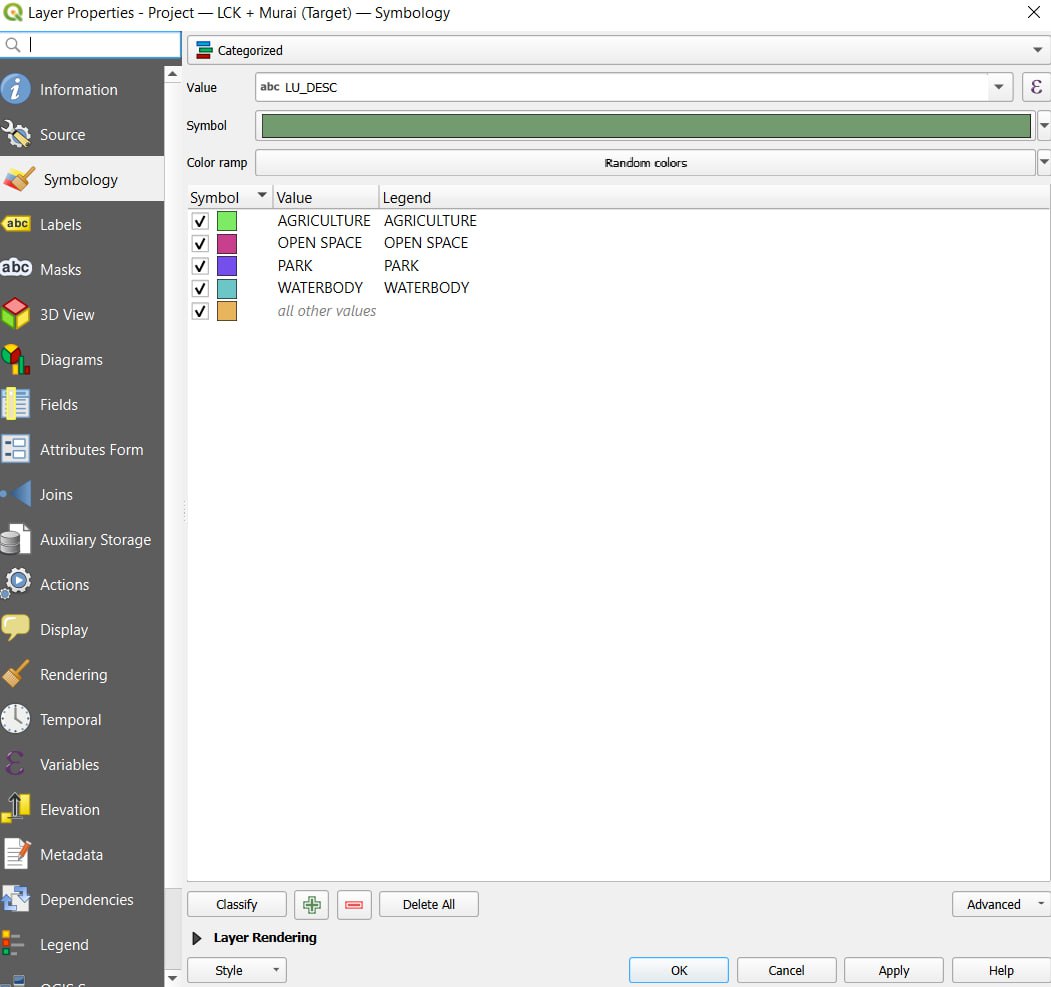 Layer Properties - Project — LCK + Murai (Target) — Symbology
Information
Source
Symbology
Labels
Masks
3D View
Diagrams
Fields
Attributes Form
Joins
Auxiliary Storage
Actions
Display
Rendering
Temporal
Variables
Elevation
Metadata
Dependencies
Legend
Categorized
Value abc LU_DESC ε
Symbol
Color ramp Random colors
Symbol Value Legend
AGRICULTURE AGRICULTURE
OPEN SPACE OPEN SPACE
PARK PARK
WATERBODY WATERBODY
all other values
Classify Delete All Advanced
Layer Rendering
Style OK Cancel Apply Help